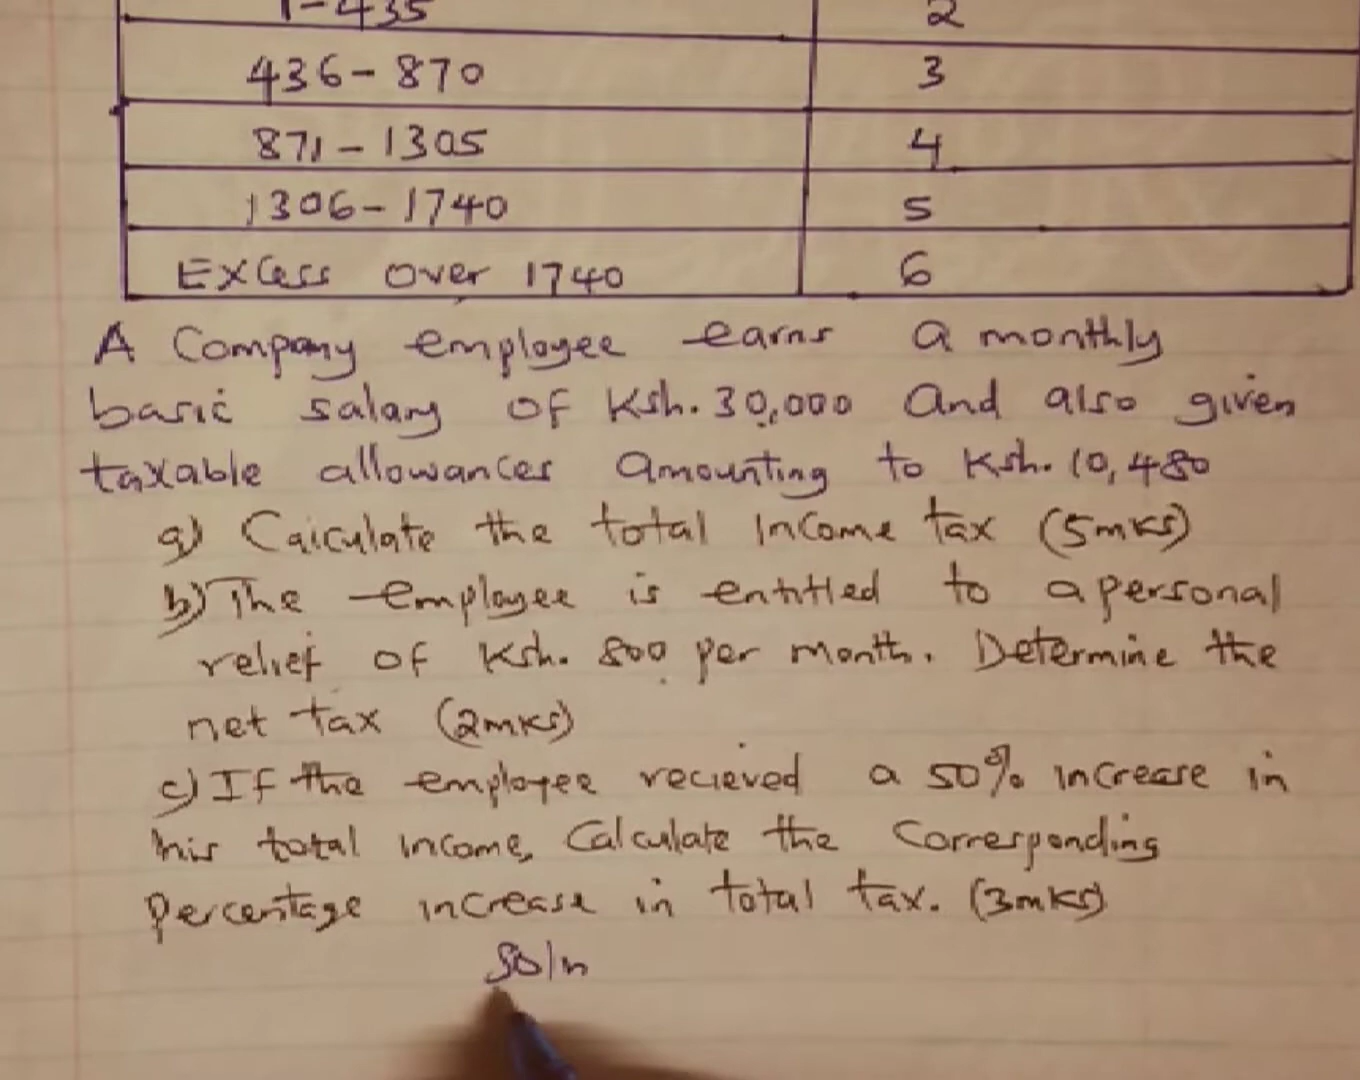 1-435 2
436-870 3
871-1305 4
1306-1740 5
Excess over 1740 6
A Company employee earns a monthly
basic salary of Ksh. 30,000 and also given
taxable allowances amounting to Ksh. 10,480
a) Calculate the total income tax (5mks)
b) The employee is entitled to a personal
relief of Ksh. 800 per month. Determine the
net tax (2mks)
c) If the employee recieved a 50% increase in
his total income, Calculate the Corresponding
Percentage increase in total tax. (3mks)
Soln